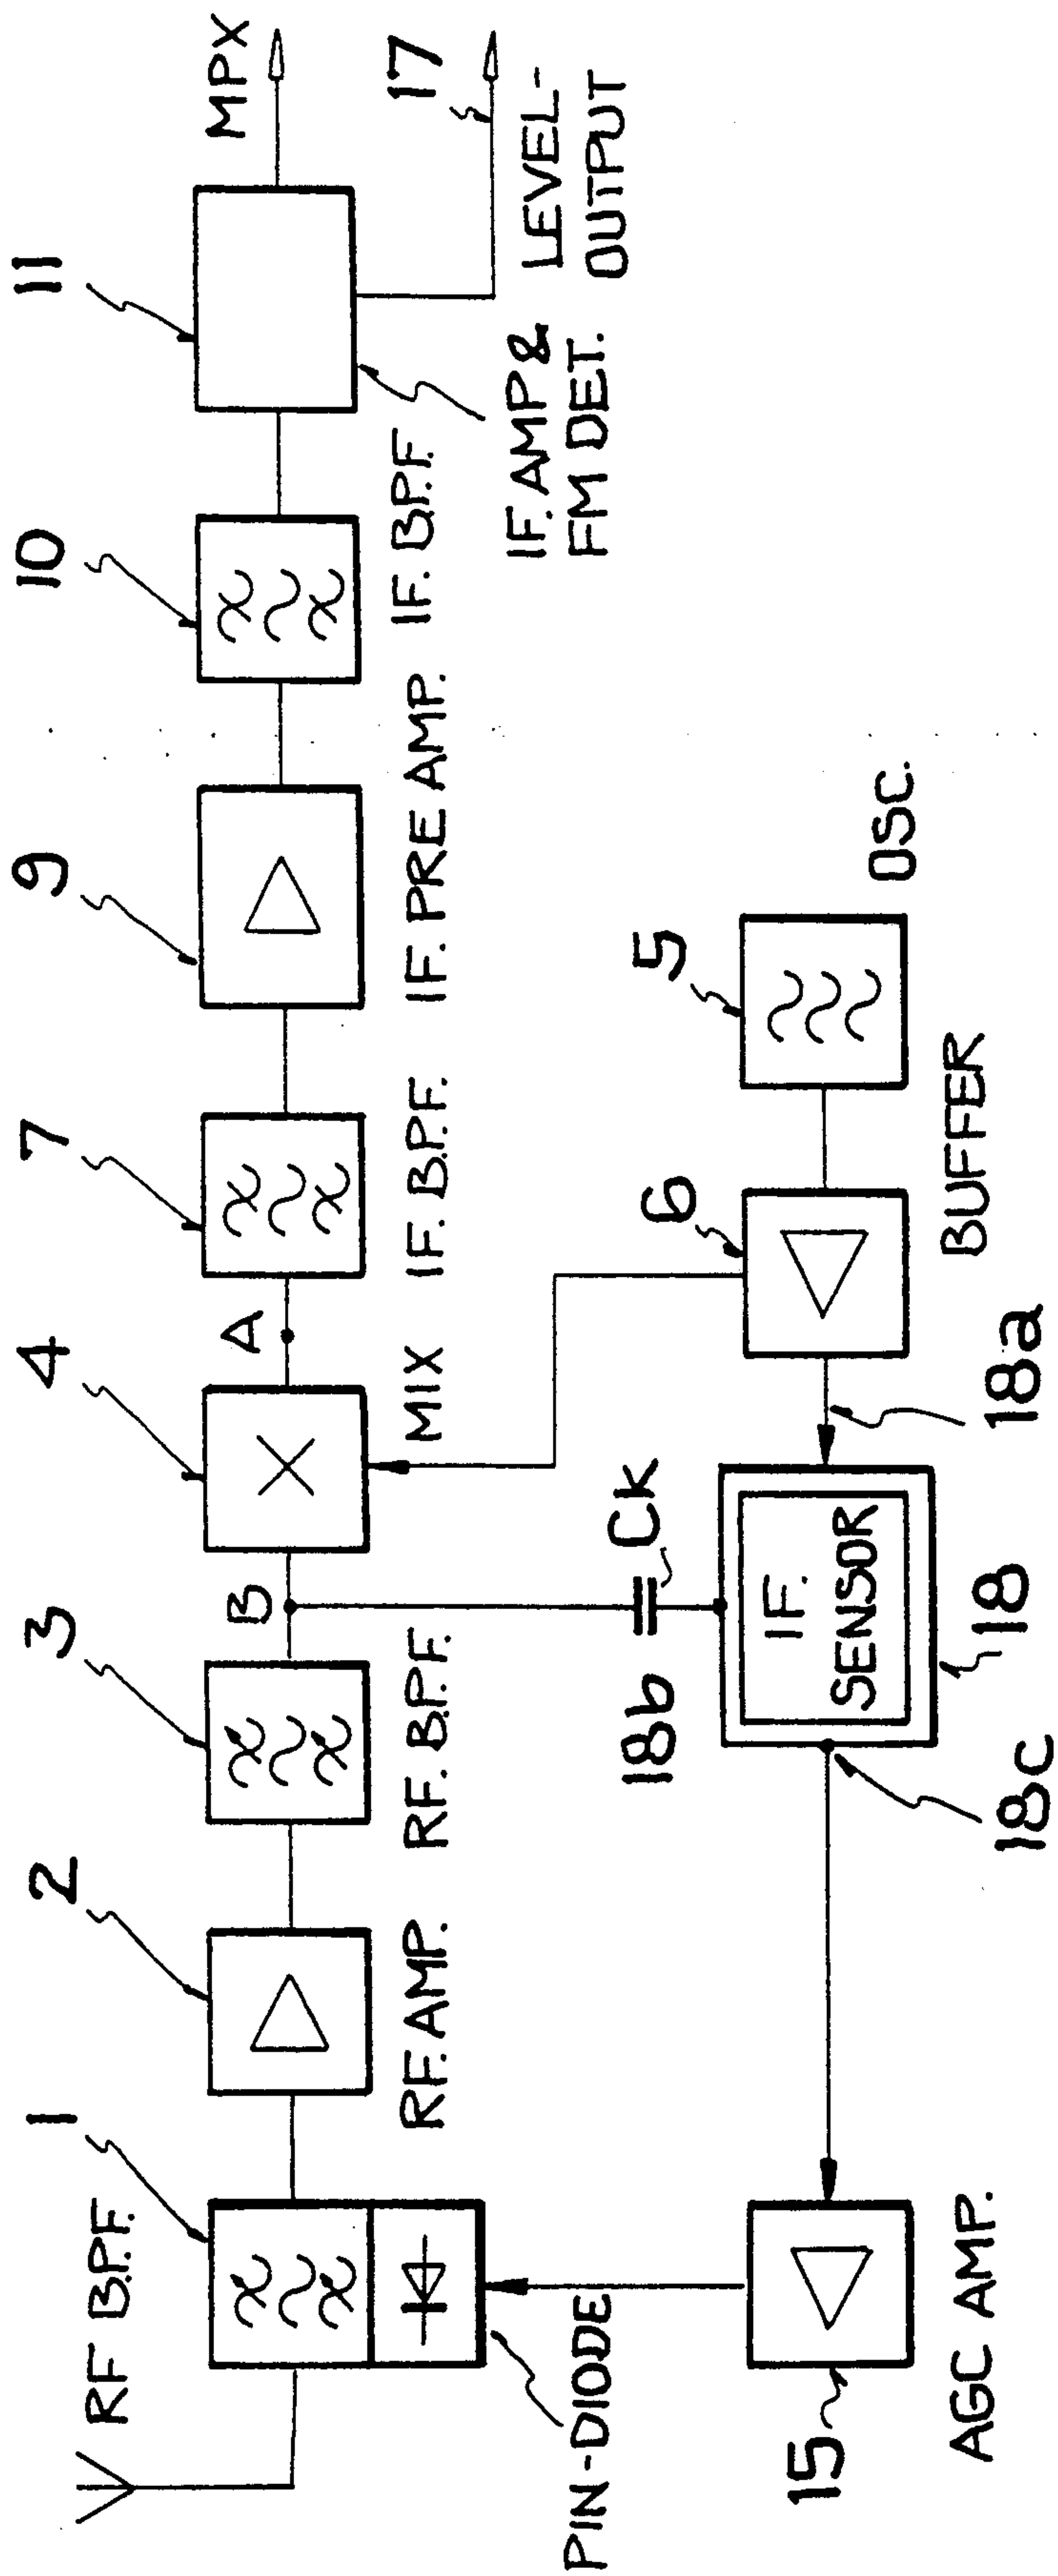 1
2
3
4
7
9
10
11
RF B.P.F.
A
B
MPX
17
RF. AMP.
RF. B.P.F.
MIX
IF. B.P.F.
IF. PRE AMP.
IF. B.P.F.
IF. AMP &
FM DET.
LEVEL-
OUTPUT
PIN-DIODE
18b
CK
6
5
OSC.
IF.
SENSOR
15
AGC AMP.
18c
18
18a
BUFFER